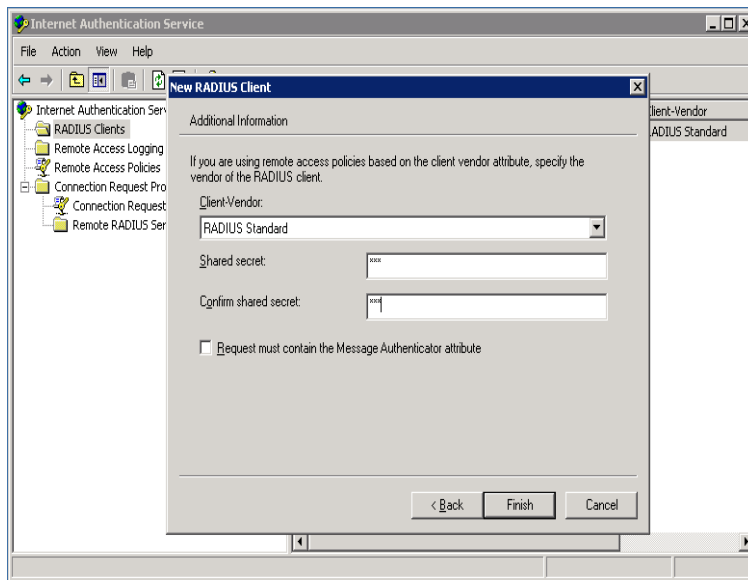 Internet Authentication Service
File Action View Help
New RADIUS Client
Internet Authentication Serv
RADIUS Clients
Remote Access Logging
Remote Access Policies
Connection Request Pro
Connection Request
Remote RADIUS Ser
Client-Vendor
RADIUS Standard
Additional Information
If you are using remote access policies based on the client vendor attribute, specify the
vendor of the RADIUS client.
Client-Vendor:
RADIUS Standard
Shared secret:
×××
Confirm shared secret:
×××
Request must contain the Message Authenticator attribute
< Back Finish Cancel